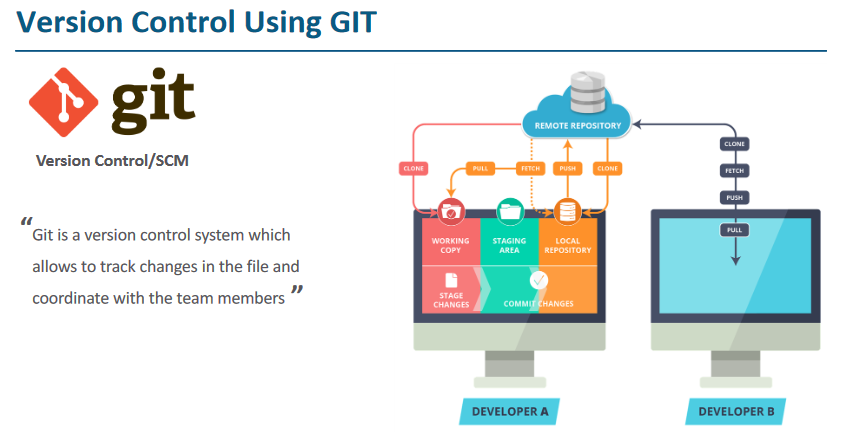 Version Control Using GIT
git
Version Control/SCM
“Git is a version control system which
allows to track changes in the file and
coordinate with the team members ”
REMOTE REPOSITORY
CLONE
PULL
FETCH
PUSH
CLONE
WORKING
COPY
STAGING
AREA
LOCAL
REPOSITORY
STAGE
CHANGES
COMMIT CHANGES
DEVELOPER A
CLONE
FETCH
PUSH
PULL
DEVELOPER B